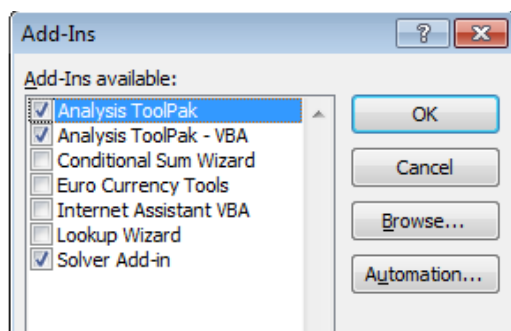 Add-Ins
Add-Ins available:
Analysis ToolPak
Analysis ToolPak - VBA
Conditional Sum Wizard
Euro Currency Tools
Internet Assistant VBA
Lookup Wizard
Solver Add-in
OK
Cancel
Browse...
Automation...